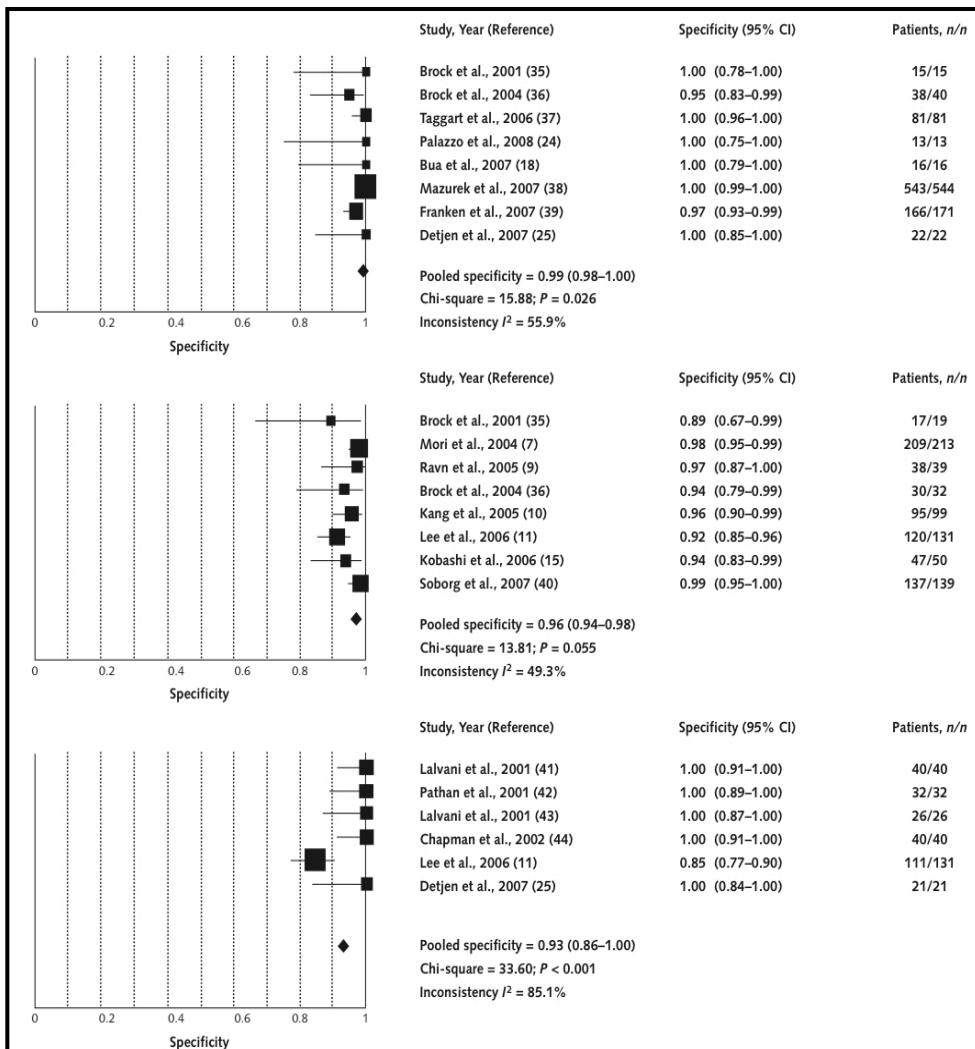 Study, Year (Reference) Specificity (95% CI) Patients, n/n
Brock et al., 2001 (35) 1.00 (0.78–1.00) 15/15
Brock et al., 2004 (36) 0.95 (0.83–0.99) 38/40
Taggart et al., 2006 (37) 1.00 (0.96–1.00) 81/81
Palazzo et al., 2008 (24) 1.00 (0.75–1.00) 13/13
Bua et al., 2007 (18) 1.00 (0.79–1.00) 16/16
Mazurek et al., 2007 (38) 1.00 (0.99–1.00) 543/544
Franken et al., 2007 (39) 0.97 (0.93–0.99) 166/171
Detjen et al., 2007 (25) 1.00 (0.85–1.00) 22/22
Pooled specificity = 0.99 (0.98–1.00)
Chi-square = 15.88; P = 0.026
Inconsistency I² = 55.9%
0 0.2 0.4 0.6 0.8 1
Specificity
Study, Year (Reference) Specificity (95% CI) Patients, n/n
Brock et al., 2001 (35) 0.89 (0.67–0.99) 17/19
Mori et al., 2004 (7) 0.98 (0.95–0.99) 209/213
Ravn et al., 2005 (9) 0.97 (0.87–1.00) 38/39
Brock et al., 2004 (36) 0.94 (0.79–0.99) 30/32
Kang et al., 2005 (10) 0.96 (0.90–0.99) 95/99
Lee et al., 2006 (11) 0.92 (0.85–0.96) 120/131
Kobashi et al., 2006 (15) 0.94 (0.83–0.99) 47/50
Soborg et al., 2007 (40) 0.99 (0.95–1.00) 137/139
Pooled specificity = 0.96 (0.94–0.98)
Chi-square = 13.81; P = 0.055
Inconsistency I² = 49.3%
0 0.2 0.4 0.6 0.8 1
Specificity
Study, Year (Reference) Specificity (95% CI) Patients, n/n
Lalvani et al., 2001 (41) 1.00 (0.91–1.00) 40/40
Pathan et al., 2001 (42) 1.00 (0.89–1.00) 32/32
Lalvani et al., 2001 (43) 1.00 (0.87–1.00) 26/26
Chapman et al., 2002 (44) 1.00 (0.91–1.00) 40/40
Lee et al., 2006 (11) 0.85 (0.77–0.90) 111/131
Detjen et al., 2007 (25) 1.00 (0.84–1.00) 21/21
Pooled specificity = 0.93 (0.86–1.00)
Chi-square = 33.60; P < 0.001
Inconsistency I² = 85.1%
0 0.2 0.4 0.6 0.8 1
Specificity